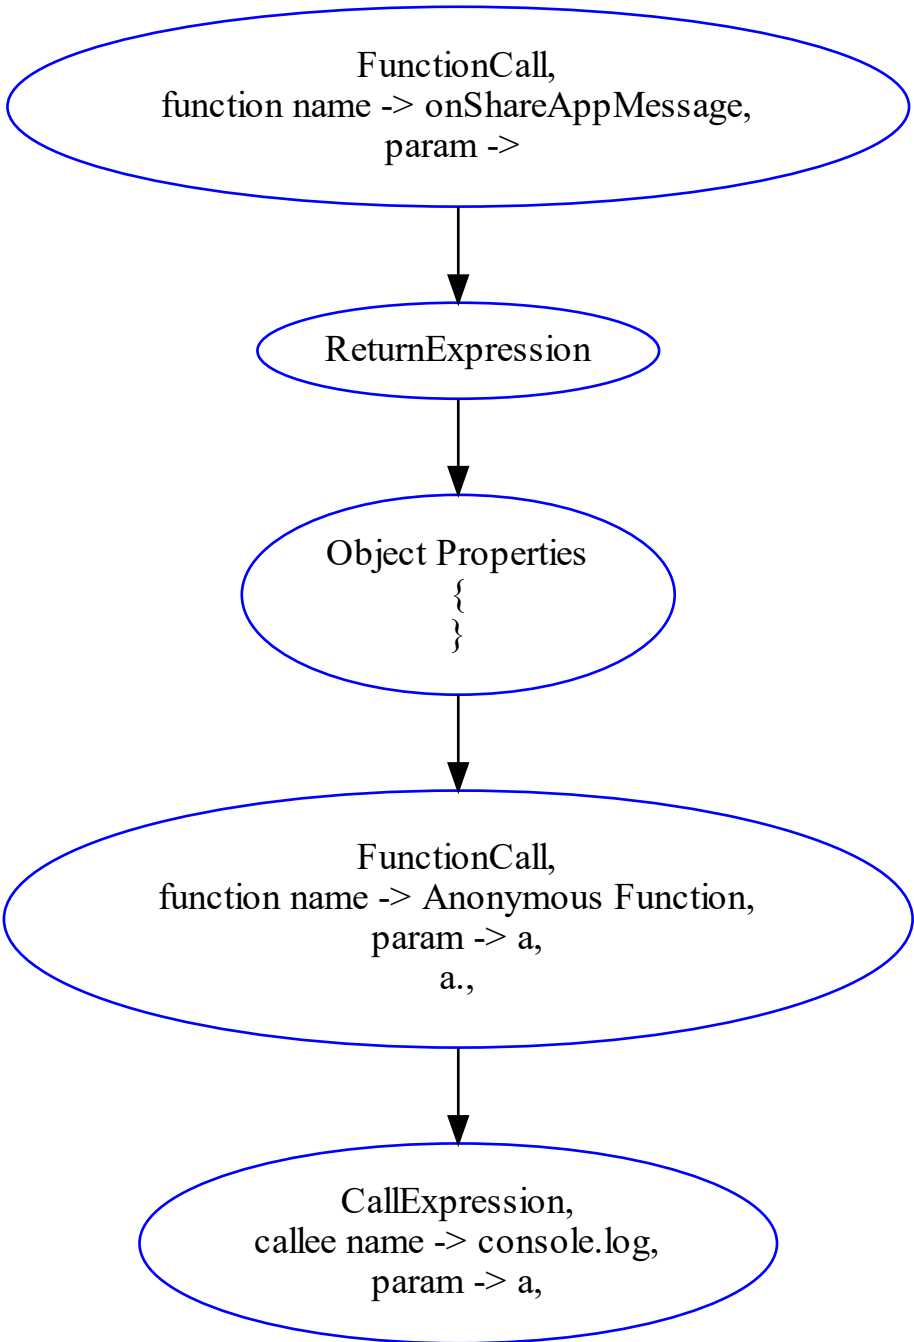 FunctionCall,
function name -> onShareAppMessage,
param ->
ReturnExpression
Object Properties
{
}
FunctionCall,
function name -> Anonymous Function,
param -> a,
a.,
CallExpression,
callee name -> console.log,
param -> a,